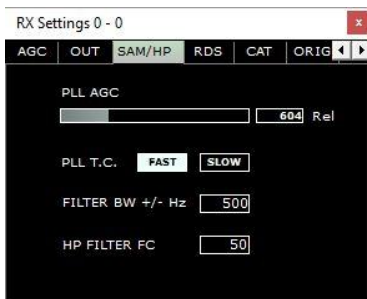 RX Settings 0 - 0
x
AGC OUT SAM/HP RDS CAT ORIG
PLL AGC
604 Rel
PLL T.C. FAST SLOW
FILTER BW +/- Hz 500
HP FILTER FC 50